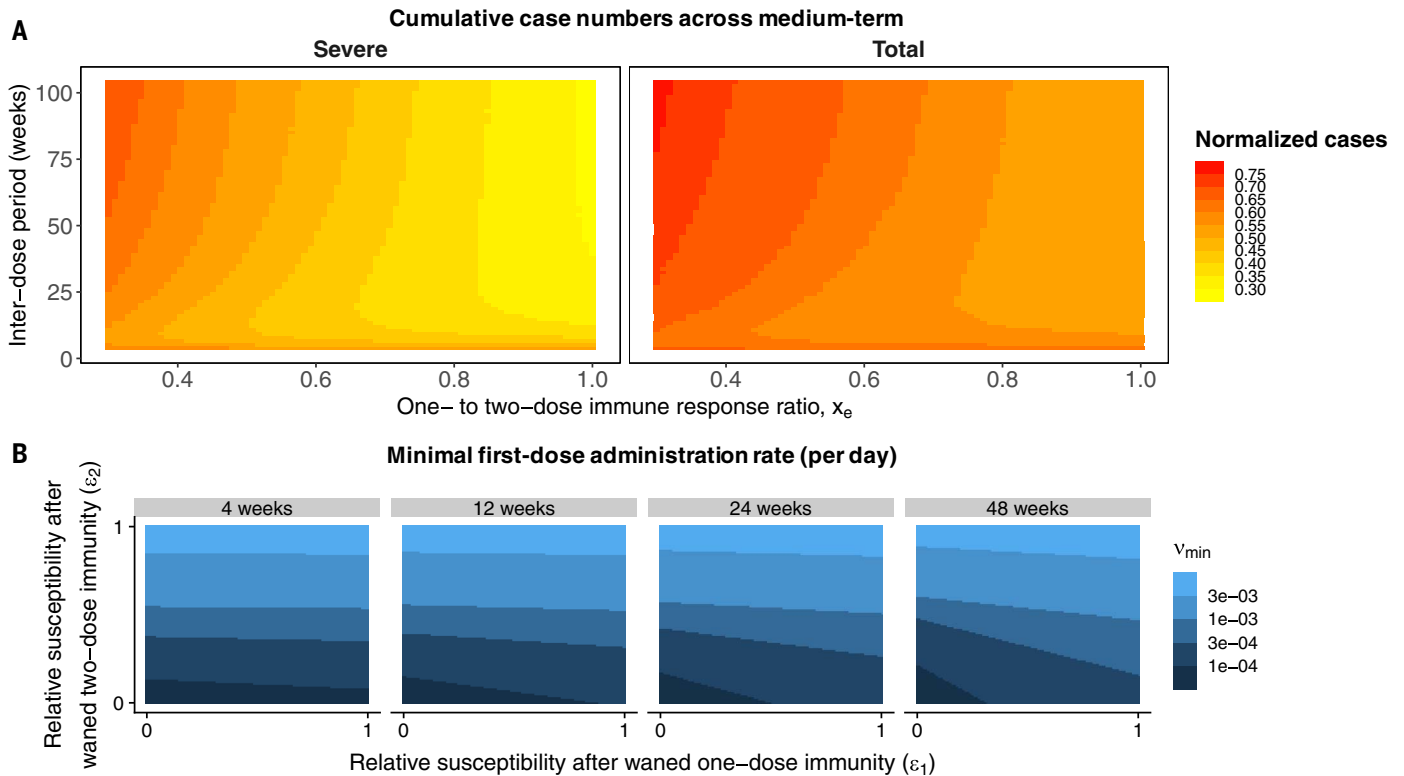 A
Cumulative case numbers across medium-term
Severe
Total
Inter-dose period (weeks)
100
75
50
25
0
0.4
0.6
0.8
1.0
0.4
0.6
0.8
1.0
One- to two-dose immune response ratio, xₑ
Normalized cases
0.75
0.70
0.65
0.60
0.55
0.50
0.45
0.40
0.35
0.30
B
Minimal first-dose administration rate (per day)
Relative susceptibility after
waned two-dose immunity (ε₂)
4 weeks
12 weeks
24 weeks
48 weeks
1
0
0
1
0
1
0
1
0
1
Relative susceptibility after waned one-dose immunity (ε₁)
νmin
3e-03
1e-03
3e-04
1e-04